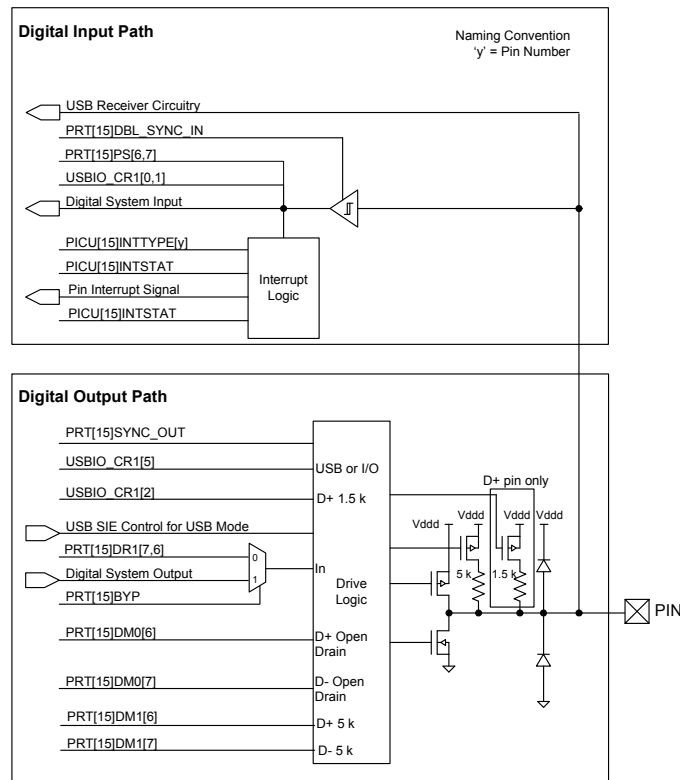 Digital Input Path
Naming Convention
'y' = Pin Number
USB Receiver Circuitry
PRT[15]DBL_SYNC_IN
PRT[15]PS[6,7]
USBIO_CR1[0,1]
Digital System Input
PICU[15]INTTYPE[y]
PICU[15]INTSTAT
Pin Interrupt Signal
PICU[15]INTSTAT
Interrupt
Logic
Digital Output Path
PRT[15]SYNC_OUT
USBIO_CR1[5]
USB or I/O
D+ pin only
USBIO_CR1[2]
D+ 1.5 k
Vddd
Vddd
Vddd
Vddd
USB SIE Control for USB Mode
PRT[15]DR1[7,6]
0
In
5 k
1.5 k
Digital System Output
1
Drive
Logic
PRT[15]BYP
PIN
PRT[15]DM0[6]
D+ Open
Drain
PRT[15]DM0[7]
D- Open
Drain
PRT[15]DM1[6]
D+ 5 k
PRT[15]DM1[7]
D- 5 k